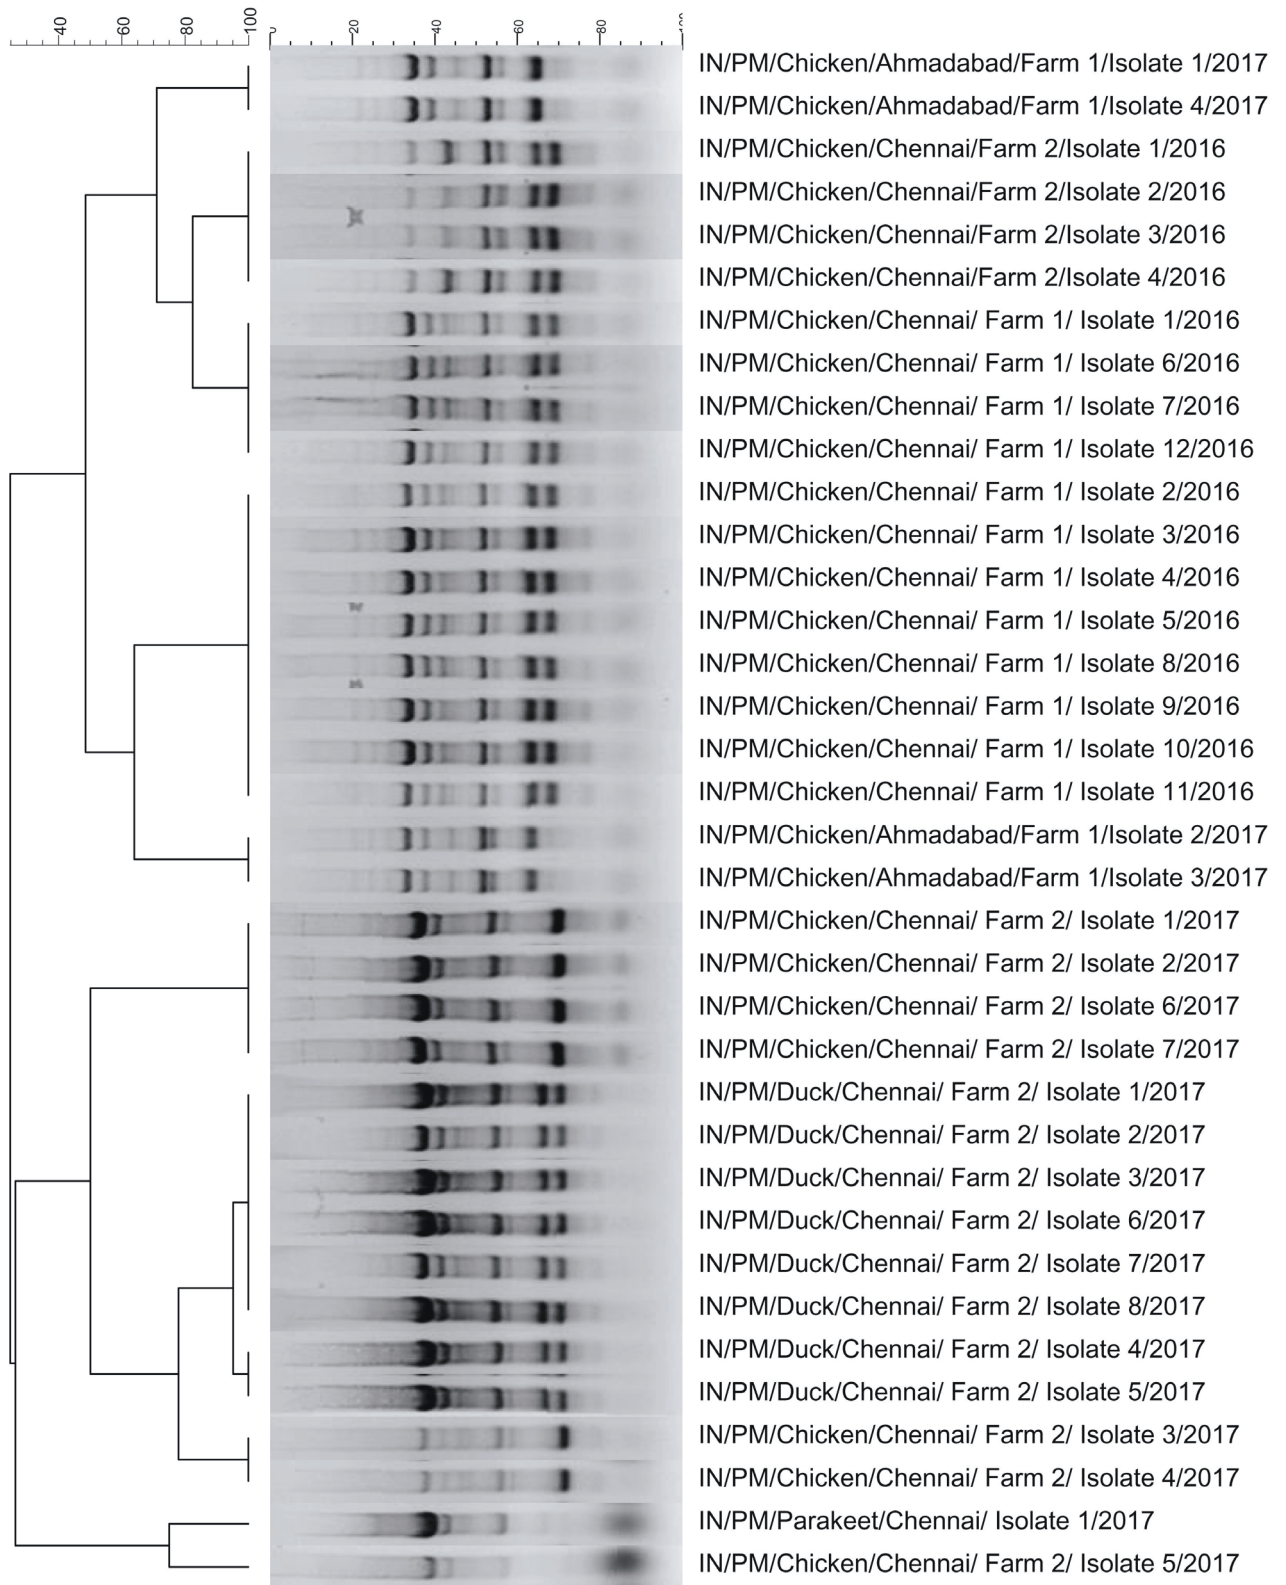 40 60 80 100
0 20 40 60 80 100
IN/PM/Chicken/Ahmadabad/Farm 1/Isolate 1/2017
IN/PM/Chicken/Ahmadabad/Farm 1/Isolate 4/2017
IN/PM/Chicken/Chennai/Farm 2/Isolate 1/2016
IN/PM/Chicken/Chennai/Farm 2/Isolate 2/2016
IN/PM/Chicken/Chennai/Farm 2/Isolate 3/2016
IN/PM/Chicken/Chennai/Farm 2/Isolate 4/2016
IN/PM/Chicken/Chennai/ Farm 1/ Isolate 1/2016
IN/PM/Chicken/Chennai/ Farm 1/ Isolate 6/2016
IN/PM/Chicken/Chennai/ Farm 1/ Isolate 7/2016
IN/PM/Chicken/Chennai/ Farm 1/ Isolate 12/2016
IN/PM/Chicken/Chennai/ Farm 1/ Isolate 2/2016
IN/PM/Chicken/Chennai/ Farm 1/ Isolate 3/2016
IN/PM/Chicken/Chennai/ Farm 1/ Isolate 4/2016
IN/PM/Chicken/Chennai/ Farm 1/ Isolate 5/2016
IN/PM/Chicken/Chennai/ Farm 1/ Isolate 8/2016
IN/PM/Chicken/Chennai/ Farm 1/ Isolate 9/2016
IN/PM/Chicken/Chennai/ Farm 1/ Isolate 10/2016
IN/PM/Chicken/Chennai/ Farm 1/ Isolate 11/2016
IN/PM/Chicken/Ahmadabad/Farm 1/Isolate 2/2017
IN/PM/Chicken/Ahmadabad/Farm 1/Isolate 3/2017
IN/PM/Chicken/Chennai/ Farm 2/ Isolate 1/2017
IN/PM/Chicken/Chennai/ Farm 2/ Isolate 2/2017
IN/PM/Chicken/Chennai/ Farm 2/ Isolate 6/2017
IN/PM/Chicken/Chennai/ Farm 2/ Isolate 7/2017
IN/PM/Duck/Chennai/ Farm 2/ Isolate 1/2017
IN/PM/Duck/Chennai/ Farm 2/ Isolate 2/2017
IN/PM/Duck/Chennai/ Farm 2/ Isolate 3/2017
IN/PM/Duck/Chennai/ Farm 2/ Isolate 6/2017
IN/PM/Duck/Chennai/ Farm 2/ Isolate 7/2017
IN/PM/Duck/Chennai/ Farm 2/ Isolate 8/2017
IN/PM/Duck/Chennai/ Farm 2/ Isolate 4/2017
IN/PM/Duck/Chennai/ Farm 2/ Isolate 5/2017
IN/PM/Chicken/Chennai/ Farm 2/ Isolate 3/2017
IN/PM/Chicken/Chennai/ Farm 2/ Isolate 4/2017
IN/PM/Parakeet/Chennai/ Isolate 1/2017
IN/PM/Chicken/Chennai/ Farm 2/ Isolate 5/2017